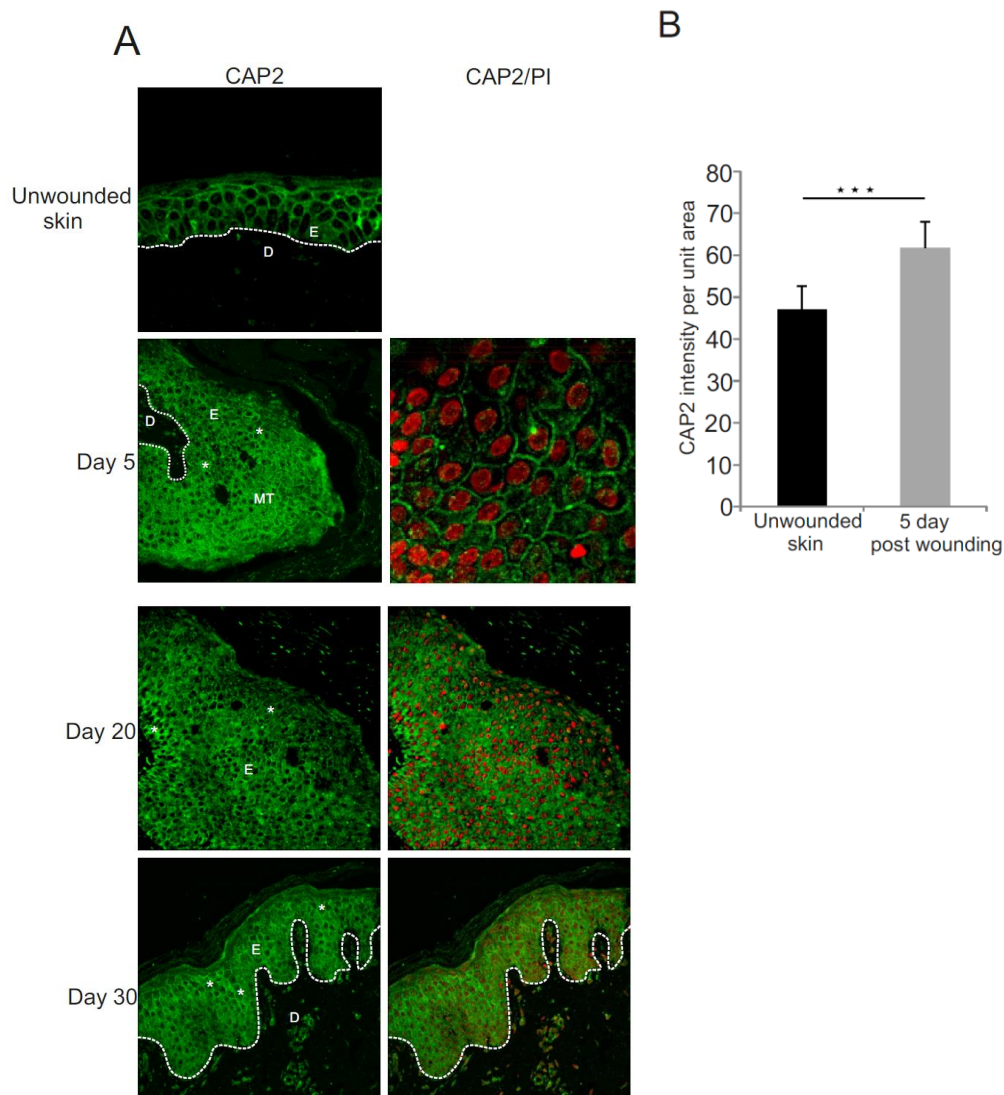 A
CAP2
CAP2/PI
Unwounded
skin
E
D
Day 5
E
D
*
*
MT
Day 20
*
*
E
Day 30
*
E
*
*
D
B
CAP2 intensity per unit area
80
70
60
50
40
30
20
10
0
★ ★ ★
Unwounded
skin
5 day
post wounding